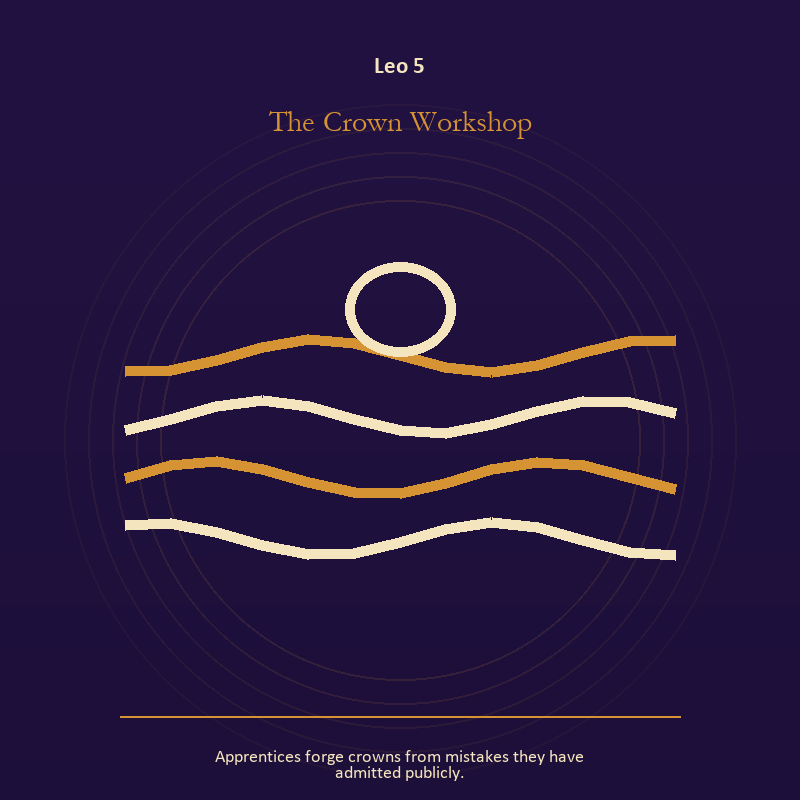 Leo 5
The Crown Workshop
Apprentices forge crowns from mistakes they have
admitted publicly.